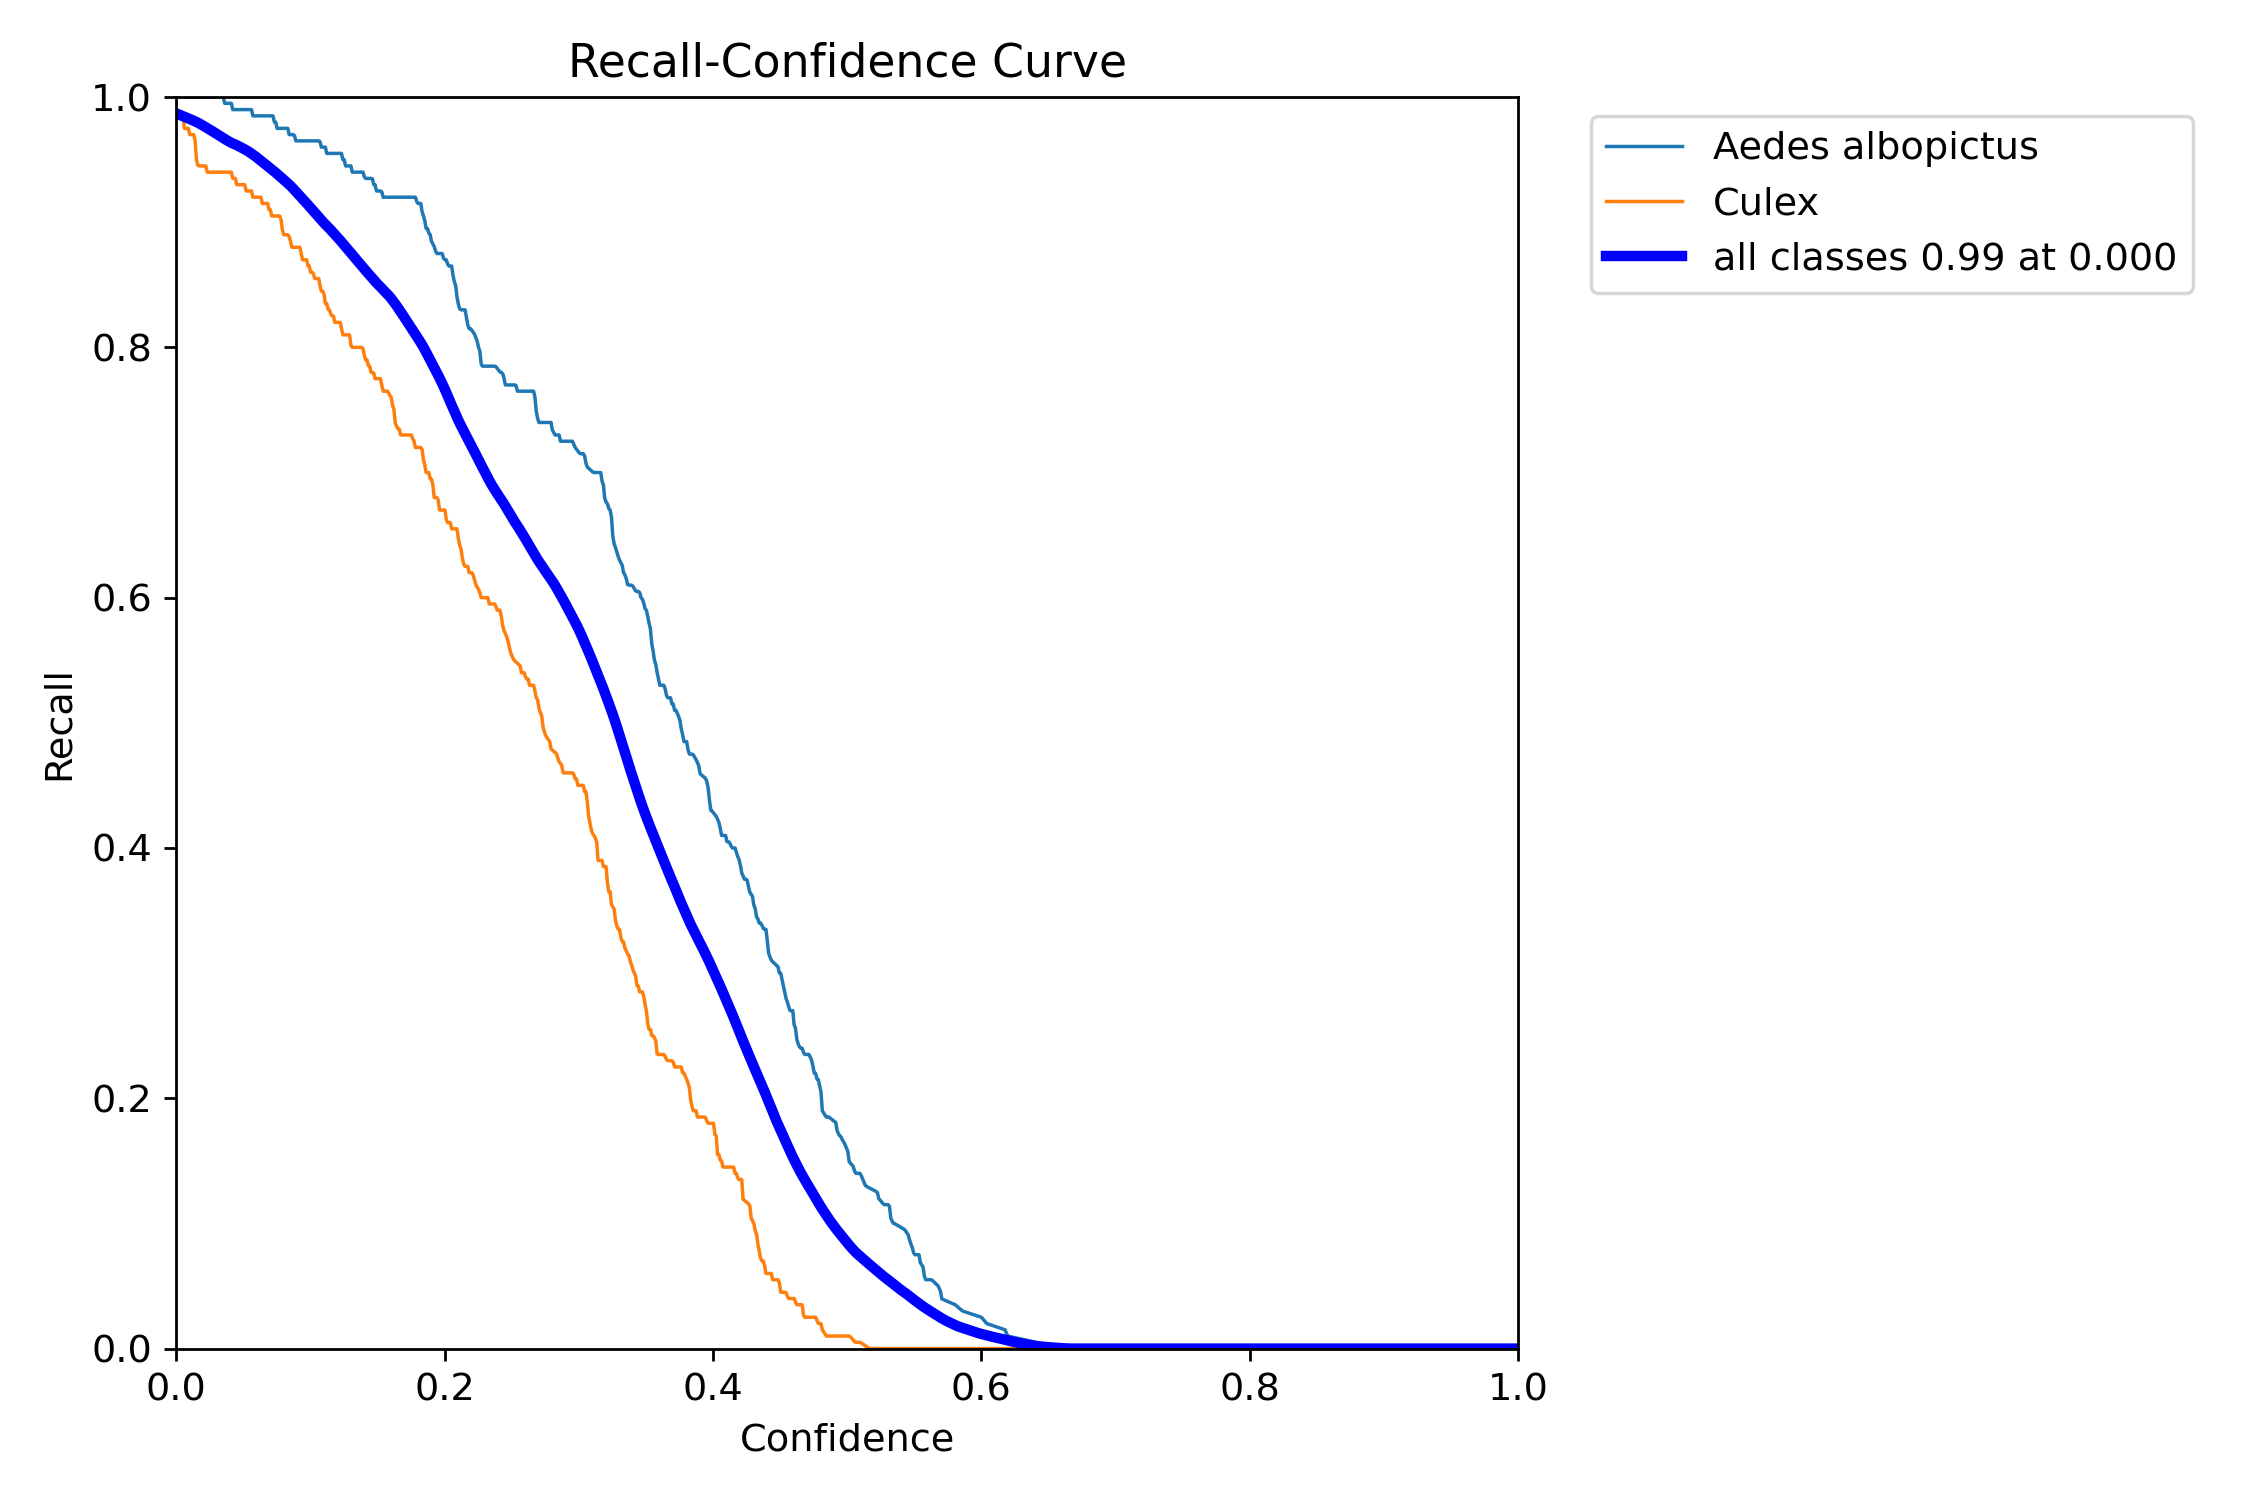 Recall-Confidence Curve
Aedes albopictus
Culex
all classes 0.99 at 0.000
1.0
0.8
0.6
0.4
0.2
0.0
Recall
0.0 0.2 0.4 0.6 0.8 1.0
Confidence